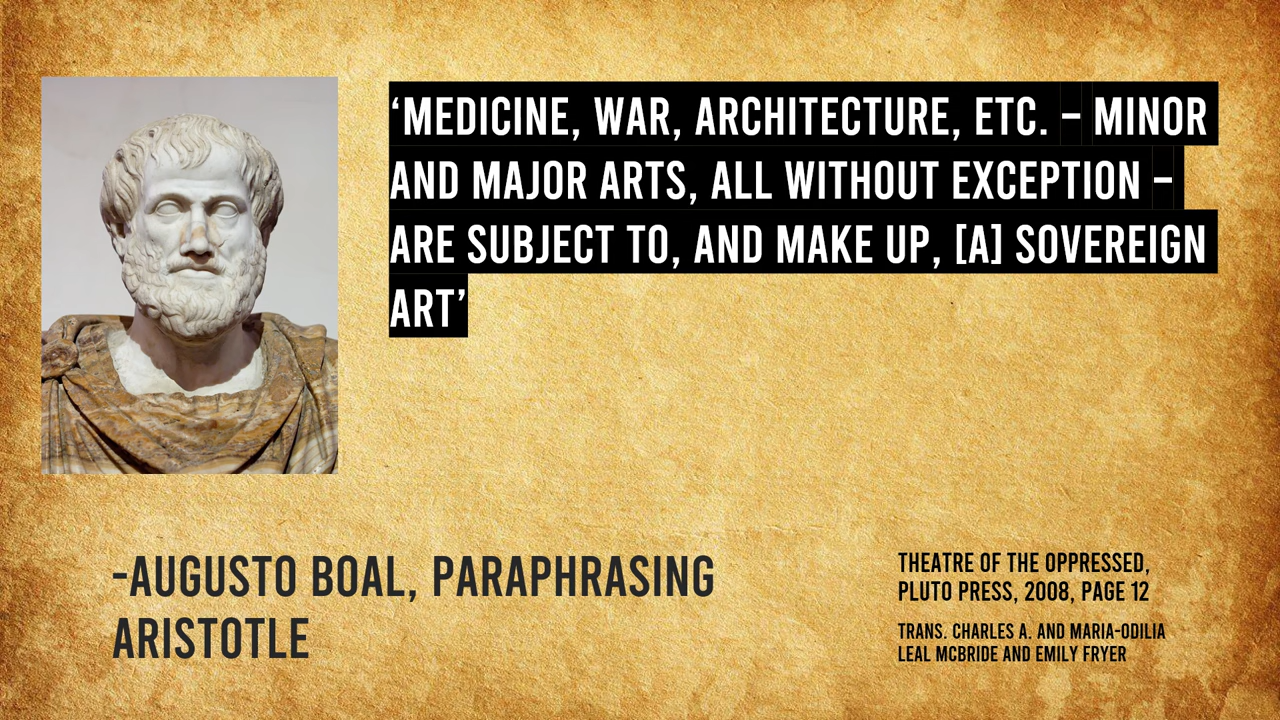 ‘MEDICINE, WAR, ARCHITECTURE, ETC. – MINOR
AND MAJOR ARTS, ALL WITHOUT EXCEPTION –
ARE SUBJECT TO, AND MAKE UP, [A] SOVEREIGN
ART’
-AUGUSTO BOAL, PARAPHRASING
ARISTOTLE
THEATRE OF THE OPPRESSED,
PLUTO PRESS, 2008, PAGE 12
TRANS. CHARLES A. AND MARIA-ODILIA
LEAL MCBRIDE AND EMILY FRYER